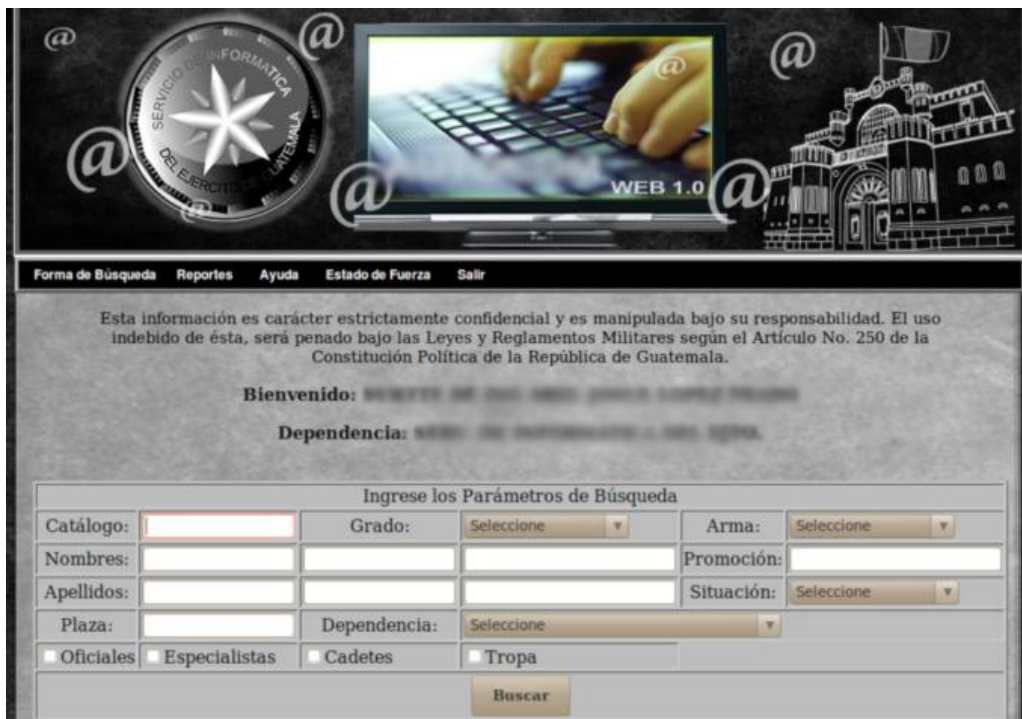 SERVICIO DE INFORMATICA
DEL EJERCITO DE GUATEMALA
@
@
@
@
@
@
@
@
WEB 1.0
Forma de Búsqueda Reportes Ayuda Estado de Fuerza Salir
Esta información es carácter estrictamente confidencial y es manipulada bajo su responsabilidad. El uso
indebido de ésta, será penado bajo las Leyes y Reglamentos Militares según el Artículo No. 250 de la
Constitución Política de la República de Guatemala.
Bienvenido:
Dependencia:
Ingrese los Parámetros de Búsqueda
Catálogo: Grado: Seleccione Arma: Seleccione
Nombres: Promoción:
Apellidos: Situación: Seleccione
Plaza: Dependencia: Seleccione
Oficiales Especialistas Cadetes Tropa
Buscar